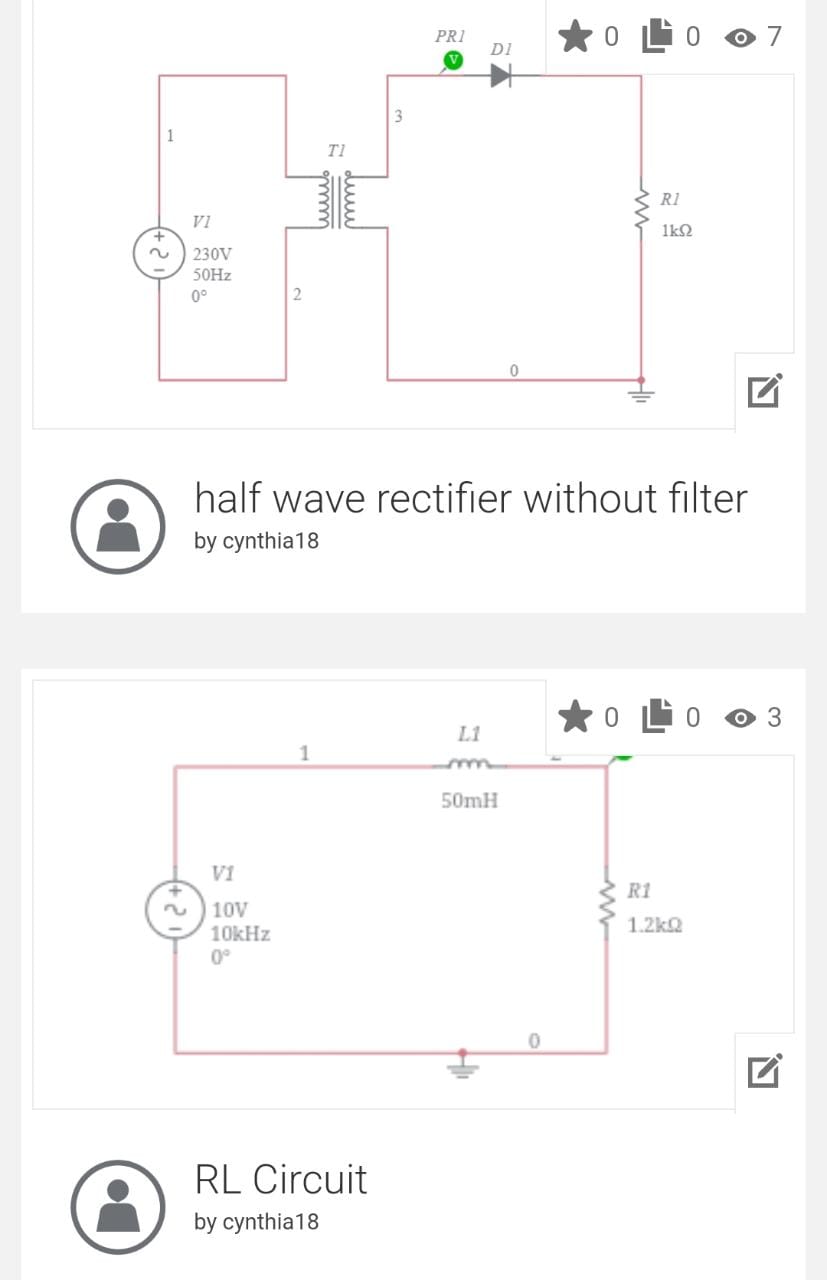 PR1
D1
0
0
7
V
1
3
T1
R1
1kΩ
V1
230V
50Hz
0°
2
0
half wave rectifier without filter
by cynthia18
0
0
3
L1
1
50mH
V1
10V
10kHz
0°
R1
1.2kΩ
0
RL Circuit
by cynthia18